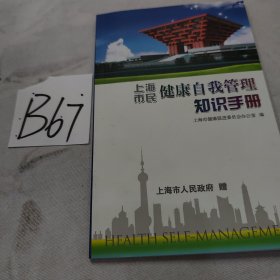 B67
上海
市民
健康自我管理
知识手册
上海市健康促进委员会办公室 编
上海市人民政府 赠
HEALTH SELF-MANAGEME